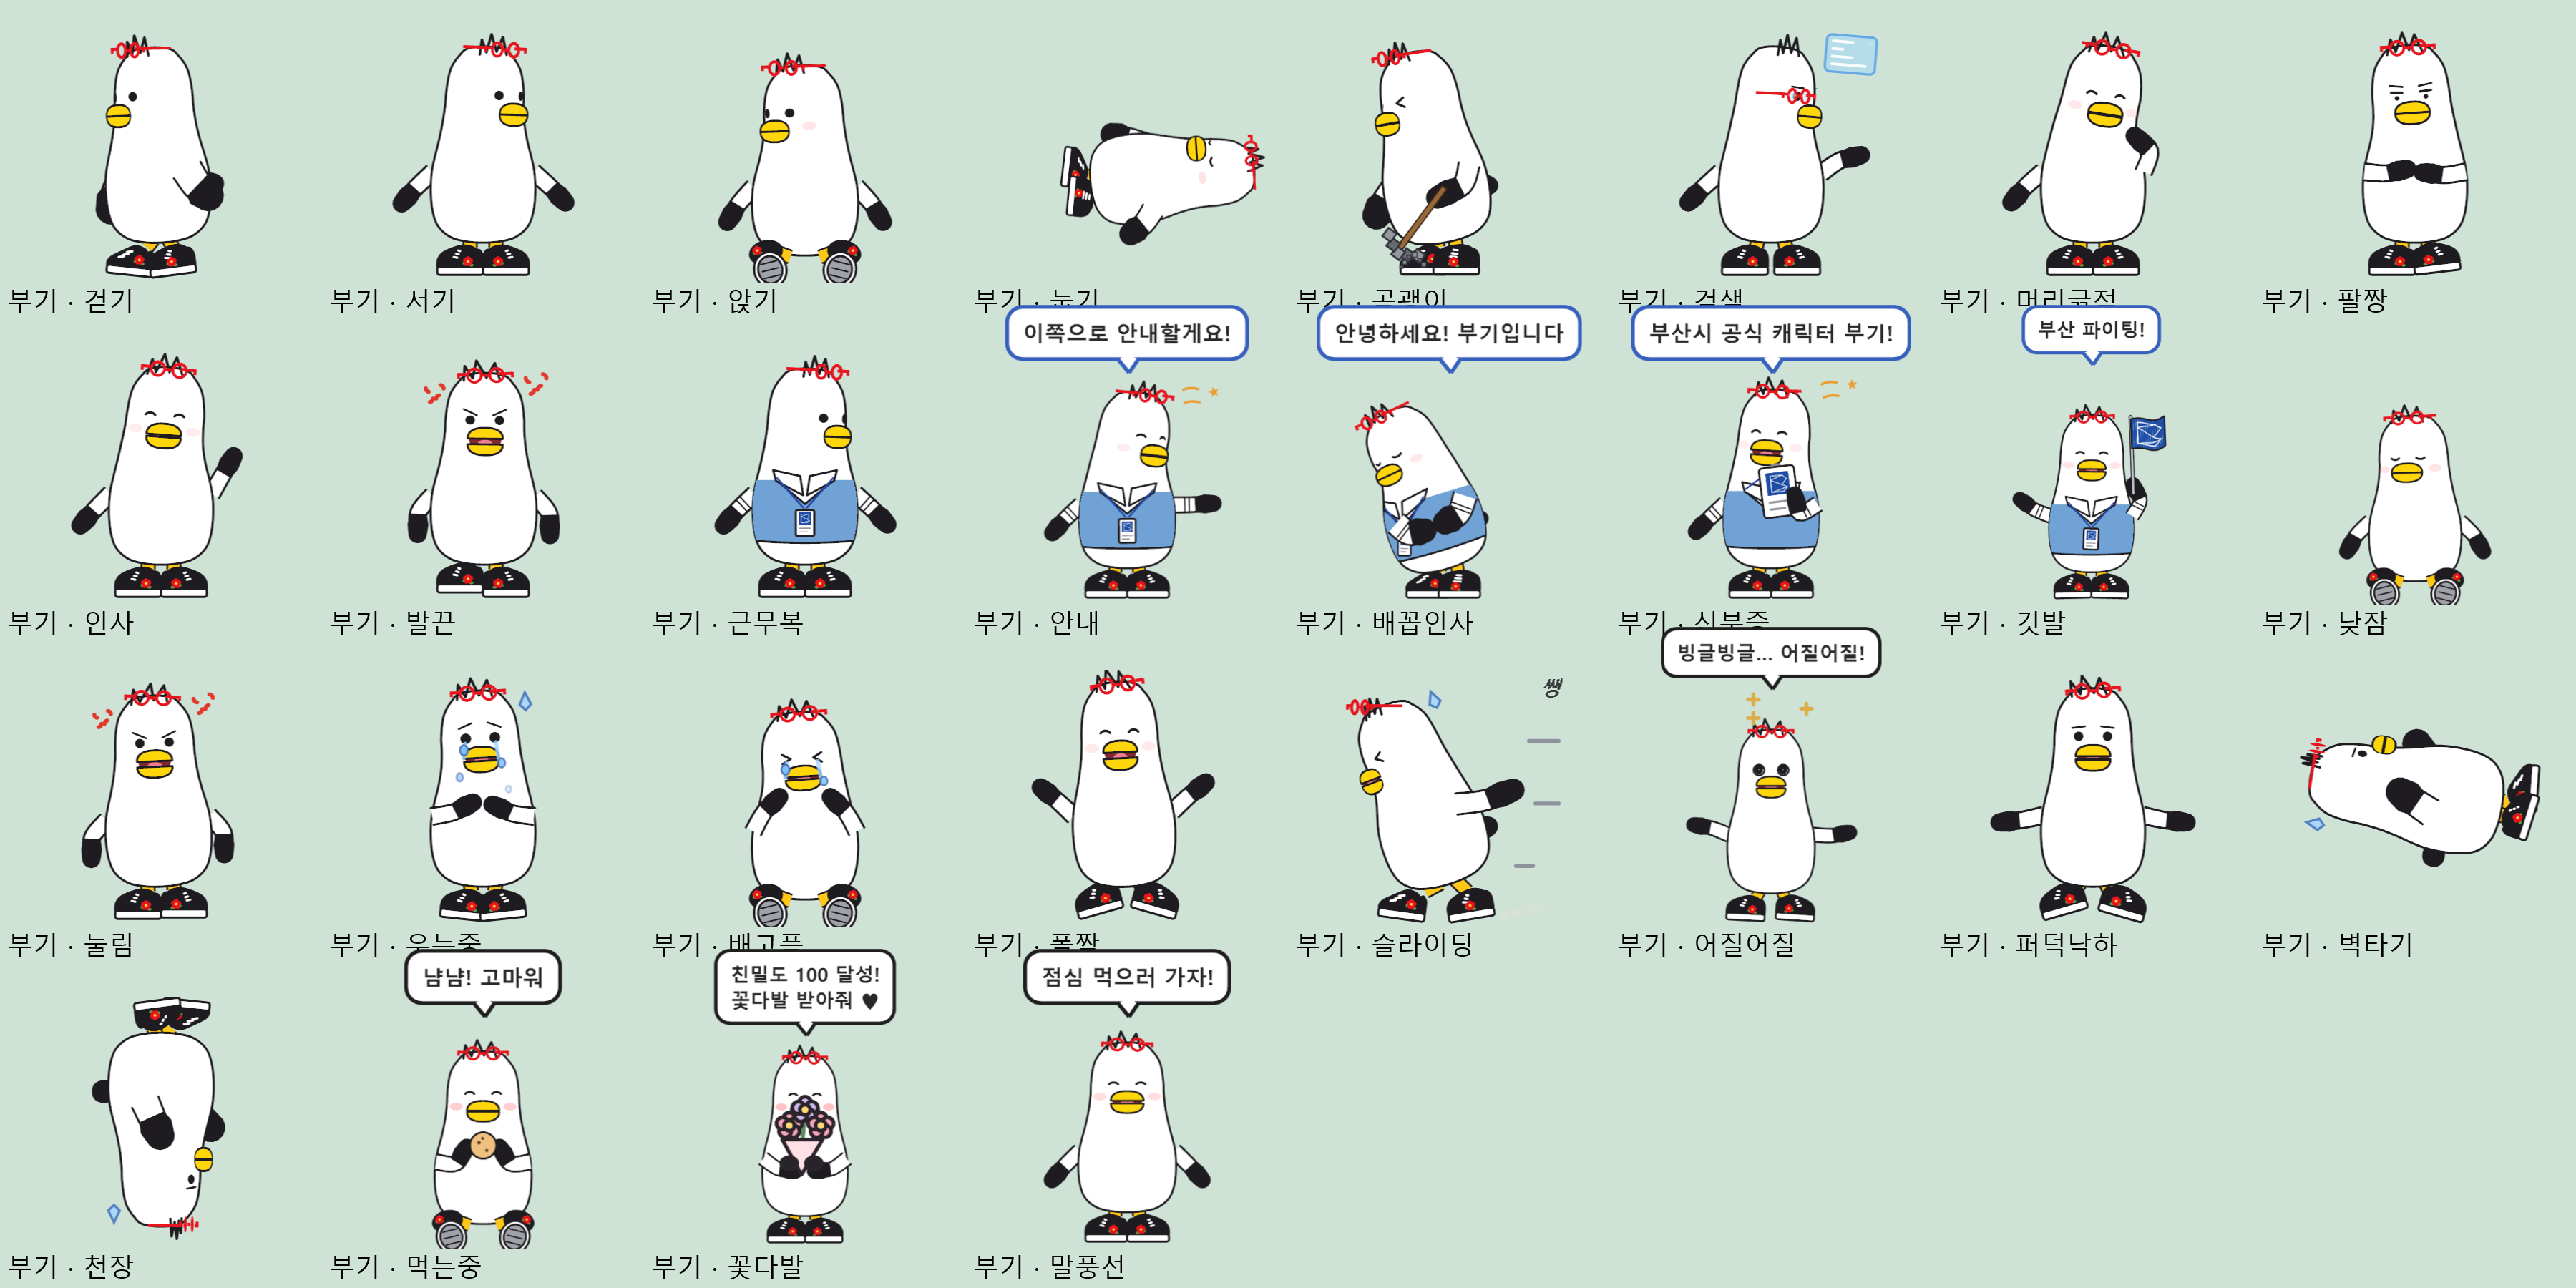 부기 · 걷기
부기 · 서기
부기 · 앉기
부기 · 눕기
부기 · 곡괭이
부기 · 검색
부기 · 머리긁적
부기 · 팔짱
이쪽으로 안내할게요!
안녕하세요! 부기입니다
부산시 공식 캐릭터 부기!
부산 파이팅!
부기 · 인사
부기 · 발끈
부기 · 근무복
부기 · 안내
부기 · 배꼽인사
부기 · 신분증
부기 · 깃발
부기 · 낮잠
쌩
빙글빙글... 어질어질!
부기 · 눌림
부기 · 우는중
부기 · 배고픔
부기 · 폴짝
부기 · 슬라이딩
부기 · 어질어질
부기 · 퍼덕낙하
부기 · 벽타기
냠냠! 고마워
친밀도 100 달성!
꽃다발 받아줘 ♥
점심 먹으러 가자!
부기 · 천장
부기 · 먹는중
부기 · 꽃다발
부기 · 말풍선